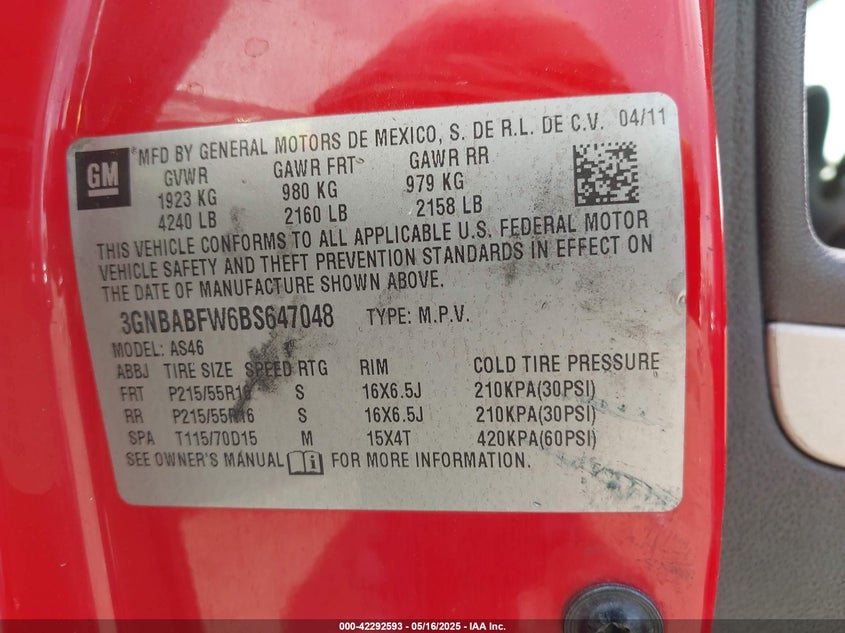 GM
MFD BY GENERAL MOTORS DE MEXICO, S. DE R.L. DE C.V. 04/11
GVWR GAWR FRT GAWR RR
1923 KG 980 KG 979 KG
4240 LB 2160 LB 2158 LB
THIS VEHICLE CONFORMS TO ALL APPLICABLE U.S. FEDERAL MOTOR
VEHICLE SAFETY AND THEFT PREVENTION STANDARDS IN EFFECT ON
THE DATE OF MANUFACTURE SHOWN ABOVE.
3GNBABFW6BS647048 TYPE: M.P.V.
MODEL: AS46
ABBJ TIRE SIZE SPEED RTG RIM COLD TIRE PRESSURE
FRT P215/55R16 S 16X6.5J 210KPA(30PSI)
RR P215/55R16 S 16X6.5J 210KPA(30PSI)
SPA T115/70D15 M 15X4T 420KPA(60PSI)
SEE OWNER'S MANUAL FOR MORE INFORMATION.
000-42292593 - 05/16/2025 - IAA Inc.